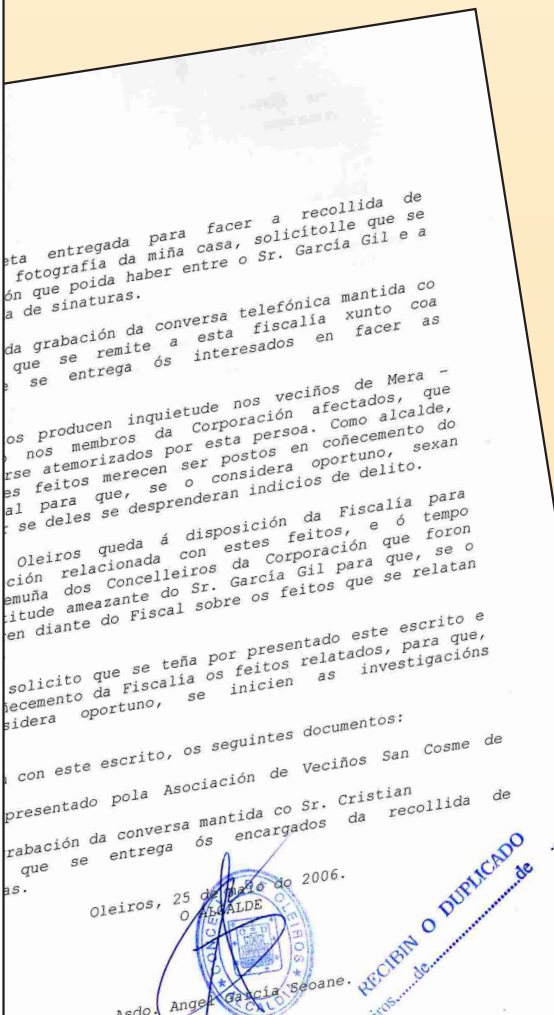 eta entregada para facer a recollida de
fotografía da miña casa, solicítolle que se
ón que poida haber entre o Sr. García Gil e a
a de sinaturas.
da grabación da conversa telefónica mantida co
que se remite a esta fiscalía xunto coa
e se entrega ós interesados en facer as
os producen inquietude nos veciños de Mera –
nos membros da Corporación afectados, que
rse atemorizados por esta persoa. Como alcalde,
es feitos merecen ser postos en coñecemento do
al para que, se o considera oportuno, sexan
r se deles se desprenderan indicios de delito.
Oleiros queda á disposición da Fiscalía para
ción relacionada con estes feitos, e ó tempo
emuña dos Concelleiros da Corporación que foron
titude ameazante do Sr. García Gil para que, se o
en diante do Fiscal sobre os feitos que se relatan
solicito que se teña por presentado este escrito e
ñecemento da Fiscalía os feitos relatados, para que,
sidera oportuno, se inicien as investigacións
con este escrito, os seguintes documentos:
presentado pola Asociación de Veciños San Cosme de
rabación da conversa mantida co Sr. Cristian
que se entrega ós encargados da recollida de
as.
Oleiros, 25 de maio do 2006.
O ALCALDE
CONCELLO DE OLEIROS
ALCALDIA
Asdo. Angel García Seoane.
RECIBIN O DUPLICADO
iros,.....de....................de